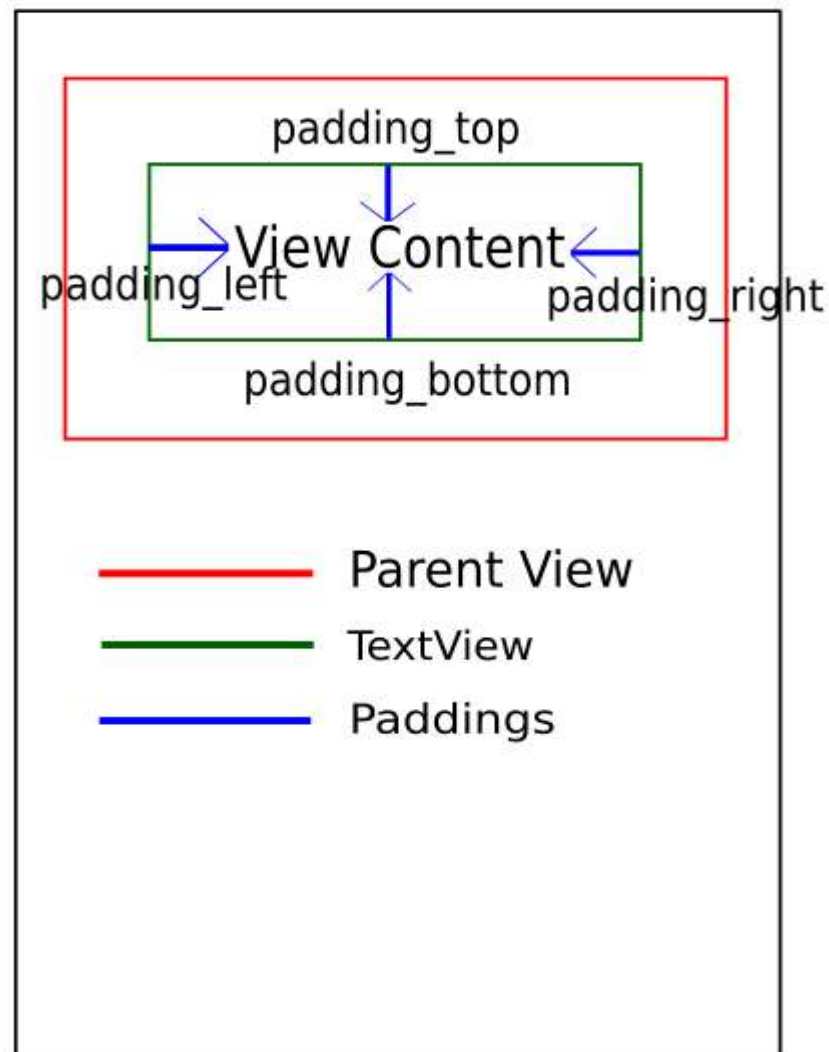 padding_top
View Content
padding_left
padding_right
padding_bottom
Parent View
TextView
Paddings